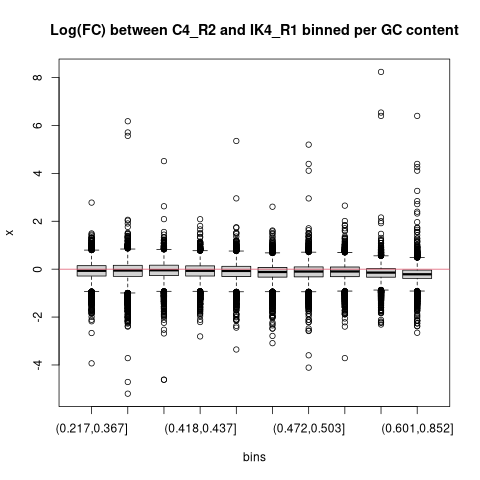 Log(FC) between C4_R2 and IK4_R1 binned per GC content
x
8
6
4
2
0
-2
-4
(0.217,0.367] (0.418,0.437] (0.472,0.503] (0.601,0.852]
bins